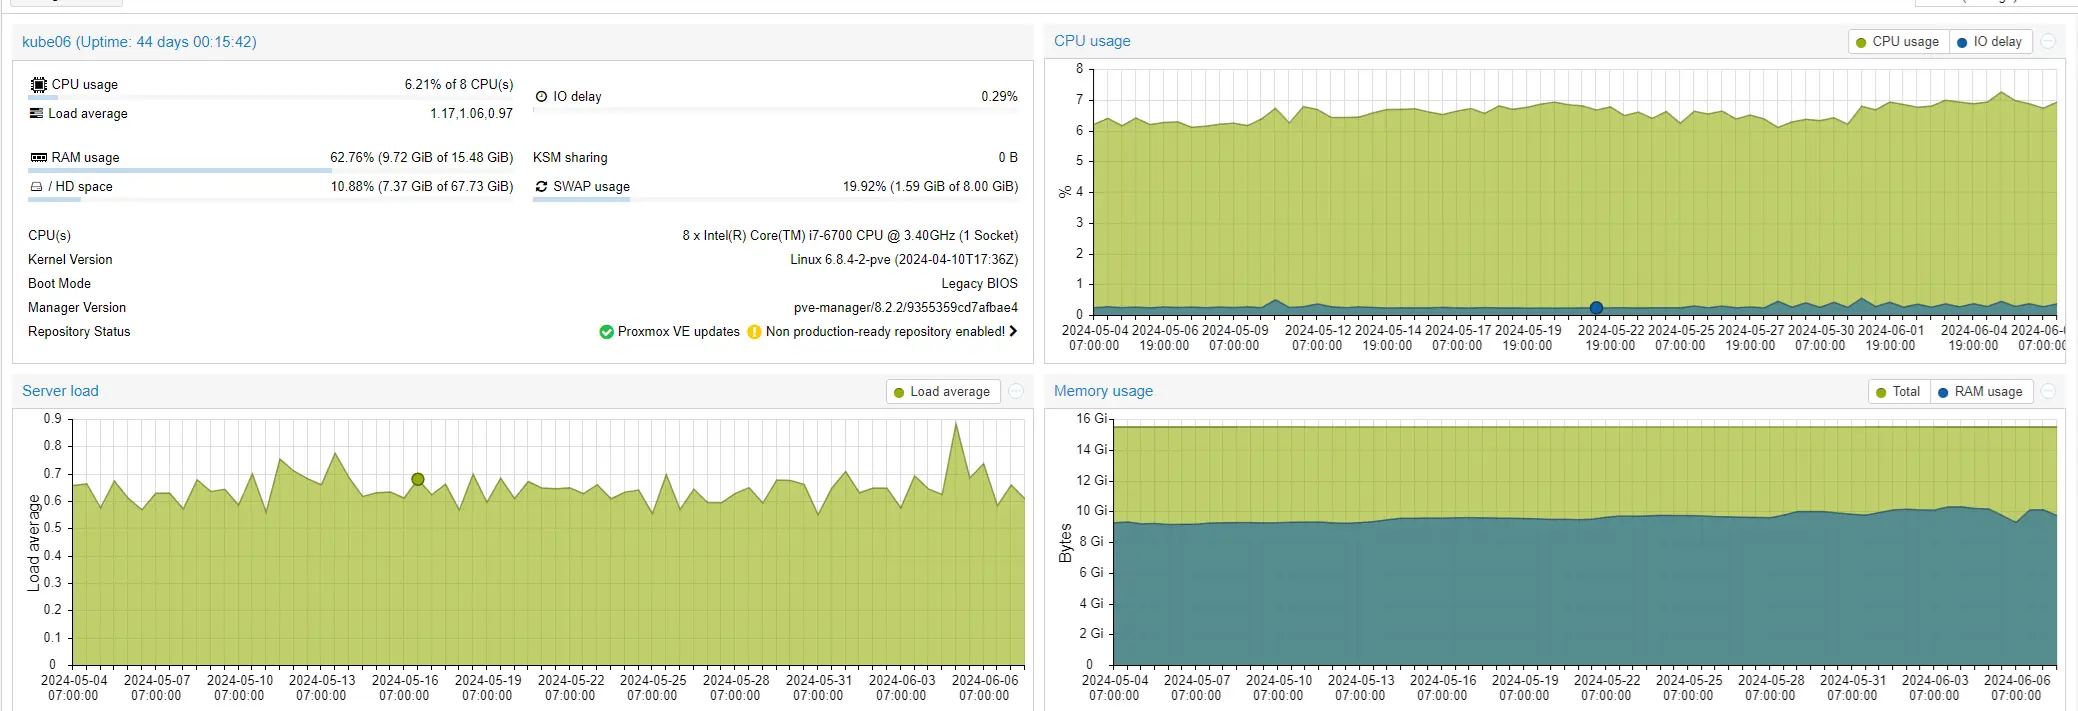 kube06 (Uptime: 44 days 00:15:42)
CPU usage 6.21% of 8 CPU(s)
IO delay 0.29%
Load average 1.17,1.06,0.97
RAM usage 62.76% (9.72 GiB of 15.48 GiB)
KSM sharing 0 B
/ HD space 10.88% (7.37 GiB of 67.73 GiB)
SWAP usage 19.92% (1.59 GiB of 8.00 GiB)
CPU(s) 8 x Intel(R) Core(TM) i7-6700 CPU @ 3.40GHz (1 Socket)
Kernel Version Linux 6.8.4-2-pve (2024-04-10T17:36Z)
Boot Mode Legacy BIOS
Manager Version pve-manager/8.2.2/9355359cd7afbae4
Repository Status Proxmox VE updates Non production-ready repository enabled!
CPU usage
CPU usage IO delay
8
7
6
5
%
4
3
2
1
0
2024-05-04 2024-05-06 2024-05-09 2024-05-12 2024-05-14 2024-05-17 2024-05-19 2024-05-22 2024-05-25 2024-05-27 2024-05-30 2024-06-01 2024-06-04 2024-06-0
07:00:00 19:00:00 07:00:00 07:00:00 19:00:00 07:00:00 19:00:00 19:00:00 07:00:00 19:00:00 07:00:00 19:00:00 19:00:00 07:00:00
Server load
Load average
0.9
0.8
0.7
0.6
0.5
0.4
0.3
0.2
0.1
0
Load average
2024-05-04 2024-05-07 2024-05-10 2024-05-13 2024-05-16 2024-05-19 2024-05-22 2024-05-25 2024-05-28 2024-05-31 2024-06-03 2024-06-06
07:00:00 07:00:00 07:00:00 07:00:00 07:00:00 07:00:00 07:00:00 07:00:00 07:00:00 07:00:00 07:00:00 07:00:00
Memory usage
Total RAM usage
16 Gi
14 Gi
12 Gi
10 Gi
8 Gi
6 Gi
4 Gi
2 Gi
0
Bytes
2024-05-04 2024-05-07 2024-05-10 2024-05-13 2024-05-16 2024-05-19 2024-05-22 2024-05-25 2024-05-28 2024-05-31 2024-06-03 2024-06-06
07:00:00 07:00:00 07:00:00 07:00:00 07:00:00 07:00:00 07:00:00 07:00:00 07:00:00 07:00:00 07:00:00 07:00:00